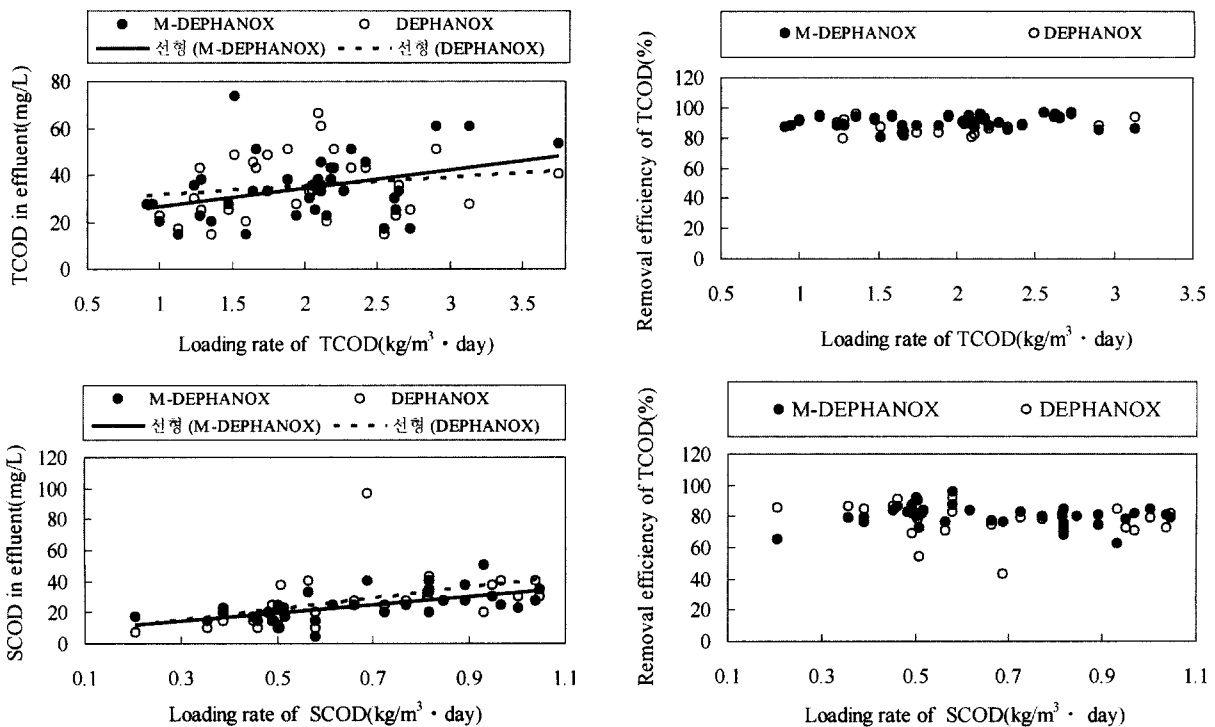 ● M-DEPHANOX ○ DEPHANOX
선형 (M-DEPHANOX) 선형 (DEPHANOX)
TCOD in effluent(mg/L)
80
60
40
20
0
0.5 1 1.5 2 2.5 3 3.5
Loading rate of TCOD(kg/m³・day)
● M-DEPHANOX ○ DEPHANOX
Removal efficiency of TCOD(%)
120
100
80
60
40
20
0
0.5 1 1.5 2 2.5 3 3.5
Loading rate of TCOD(kg/m³・day)
● M-DEPHANOX ○ DEPHANOX
선형 (M-DEPHANOX) 선형 (DEPHANOX)
SCOD in effluent(mg/L)
120
100
80
60
40
20
0
0.1 0.3 0.5 0.7 0.9 1.1
Loading rate of SCOD(kg/m³・day)
● M-DEPHANOX ○ DEPHANOX
Removal efficiency of TCOD(%)
120
100
80
60
40
20
0
0.1 0.3 0.5 0.7 0.9 1.1
Loading rate of SCOD(kg/m³・day)